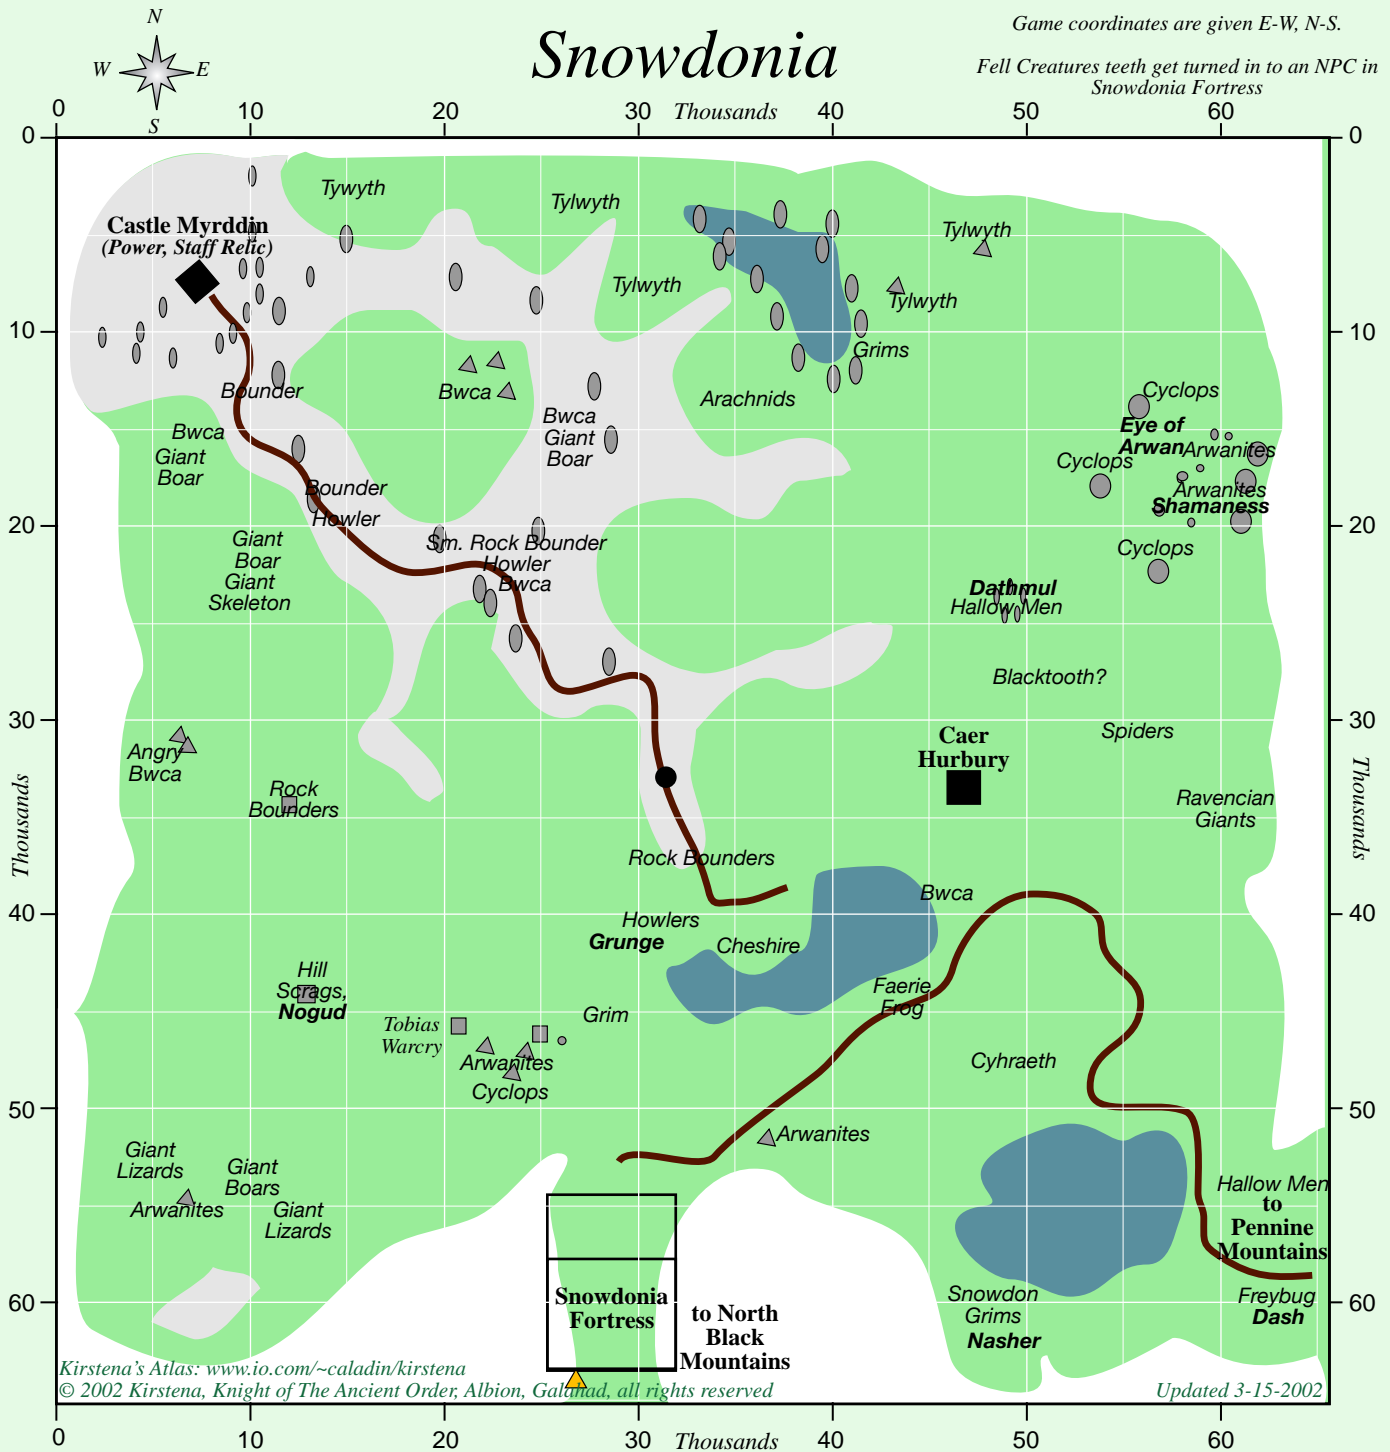 Snowdonia
Game coordinates are given E-W, N-S.
Fell Creatures teeth get turned in to an NPC in
Snowdonia Fortress
N
W
E
S
0
10
20
30
Thousands
40
50
60
0
0
Tywyth
Tylwyth
Castle Myrddin
(Power, Staff Relic)
Tylwyth
Tylwyth
Tylwyth
10
10
Grims
Bounder
Bwca
Arachnids
Cyclops
Bwca
Giant
Boar
Eye of
Arwan
Arwanites
Bwca
Giant
Boar
Cyclops
Bounder
Howler
Arwanites
Shamaness
20
20
Giant
Boar
Giant
Skeleton
Sm. Rock Bounder
Howler
Bwca
Cyclops
Dathmul
Hallow Men
Blacktooth?
30
30
Spiders
Caer
Hurbury
Angry
Bwca
Rock
Bounders
Thousands
Thousands
Ravencian
Giants
Rock Bounders
Bwca
40
40
Howlers
Grunge
Cheshire
Hill
Scrags,
Nogud
Faerie
Frog
Grim
Tobias
Warcry
Arwanites
Cyclops
Cyhraeth
50
50
Arwanites
Giant
Lizards
Giant
Boars
Arwanites
Giant
Lizards
Hallow Men
to
Pennine
Mountains
60
60
Snowdonia
Fortress
to North
Black
Mountains
Snowdon
Grims
Nasher
Freybug
Dash
Kirstena's Atlas: www.io.com/~caladin/kirstena
© 2002 Kirstena, Knight of The Ancient Order, Albion, Galahad, all rights reserved
Updated 3-15-2002
0
10
20
30
Thousands
40
50
60